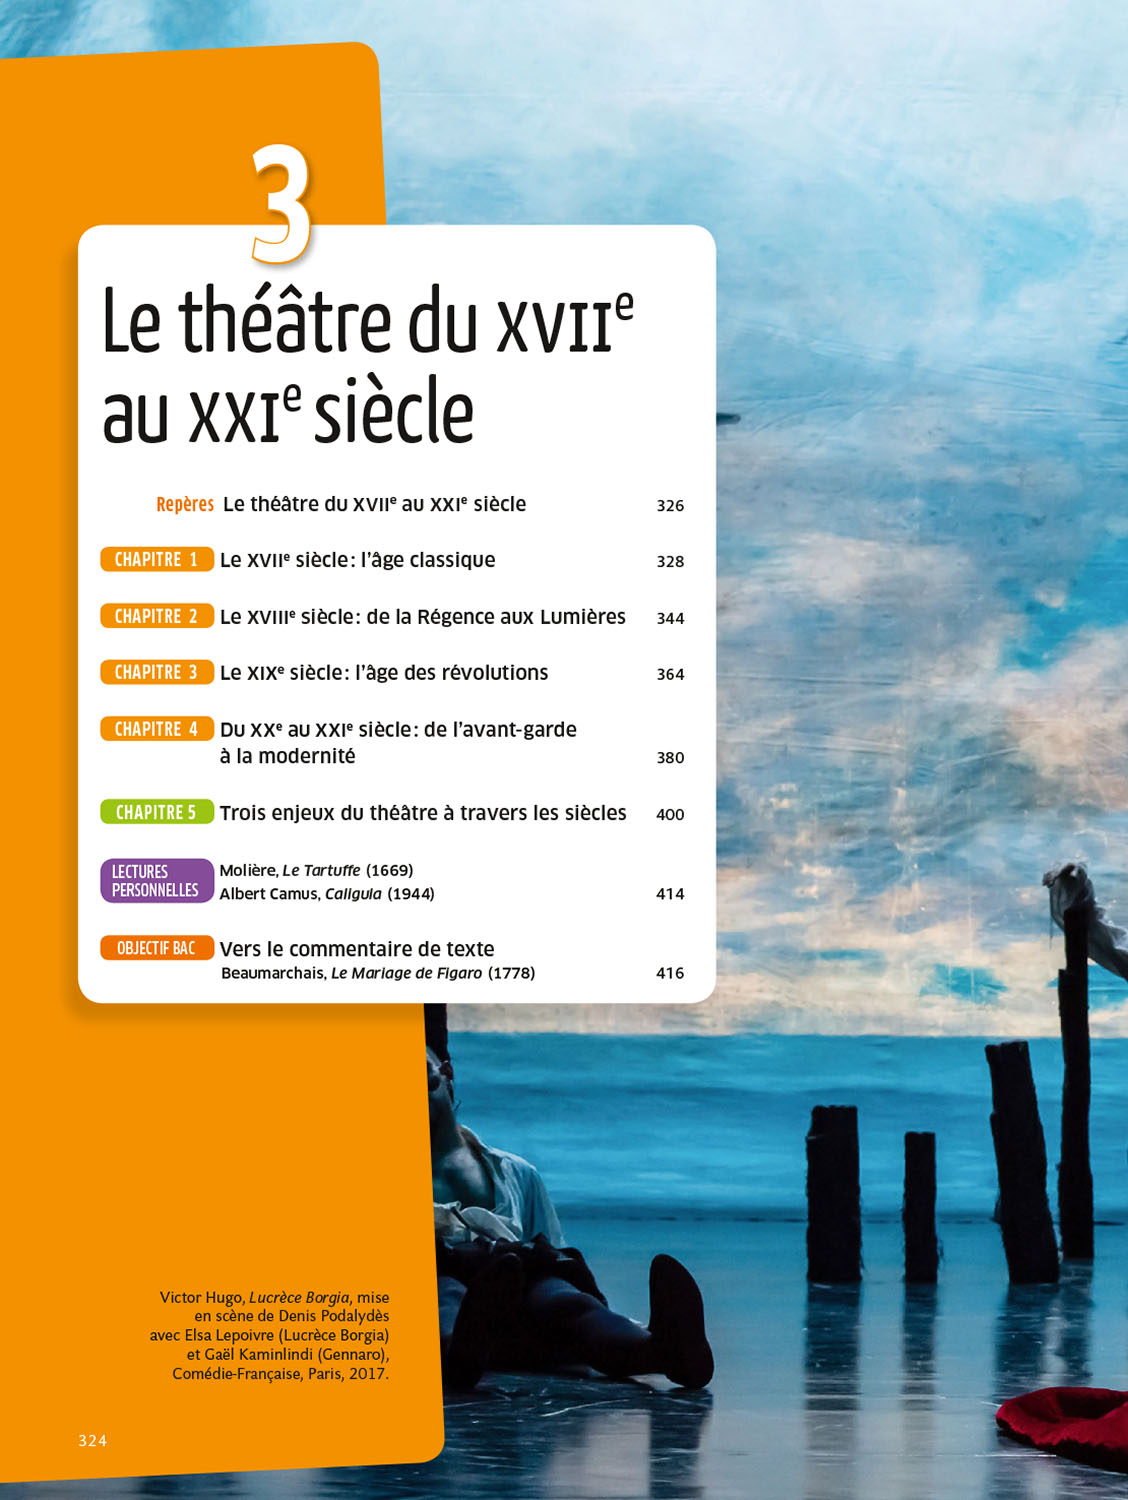 3
Le théâtre du XVIIe
au XXIe siècle
Repères Le théâtre du XVIIe au XXIe siècle 326
CHAPITRE 1 Le XVIIe siècle : l'âge classique 328
CHAPITRE 2 Le XVIIIe siècle : de la Régence aux Lumières 344
CHAPITRE 3 Le XIXe siècle : l'âge des révolutions 364
CHAPITRE 4 Du XXe au XXIe siècle : de l'avant-garde
à la modernité 380
CHAPITRE 5 Trois enjeux du théâtre à travers les siècles 400
LECTURES PERSONNELLES
Molière, Le Tartuffe (1669)
Albert Camus, Caligula (1944) 414
OBJECTIF BAC Vers le commentaire de texte
Beaumarchais, Le Mariage de Figaro (1778) 416
Victor Hugo, Lucrèce Borgia, mise
en scène de Denis Podalydès
avec Elsa Lepoivre (Lucrèce Borgia)
et Gaël Kaminlindi (Gennaro),
Comédie-Française, Paris, 2017.
324